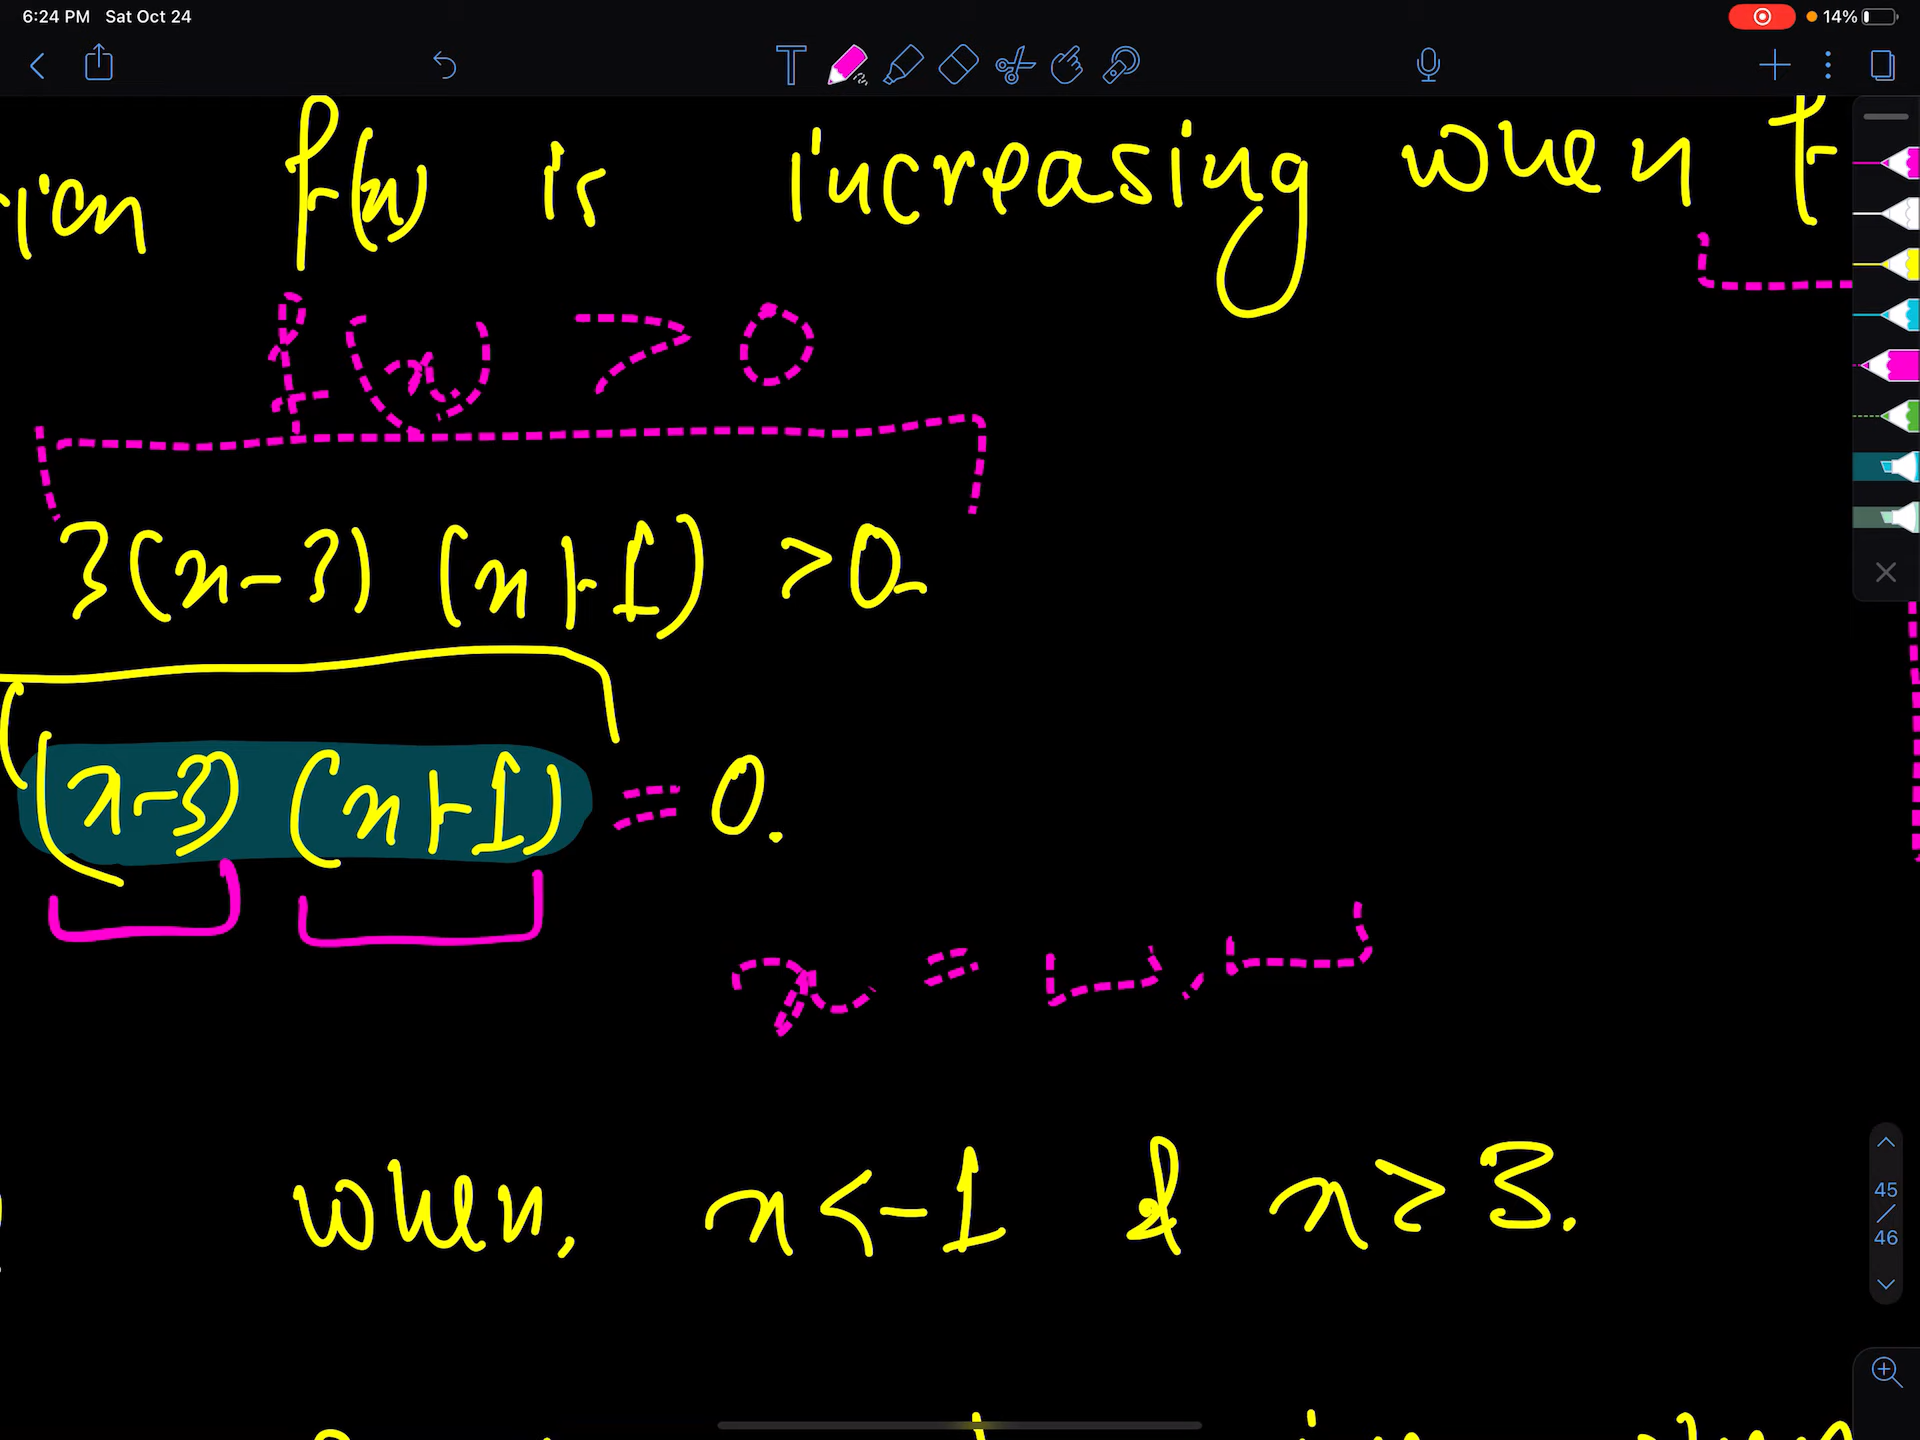 6:24 PM Sat Oct 24
14%
f(x) is increasing when f
f(x) > 0
3(x-3) (x+1) > 0
(x-3) (x+1) = 0.
x = ,
when, x < -1 & x > 3.
45
/
46